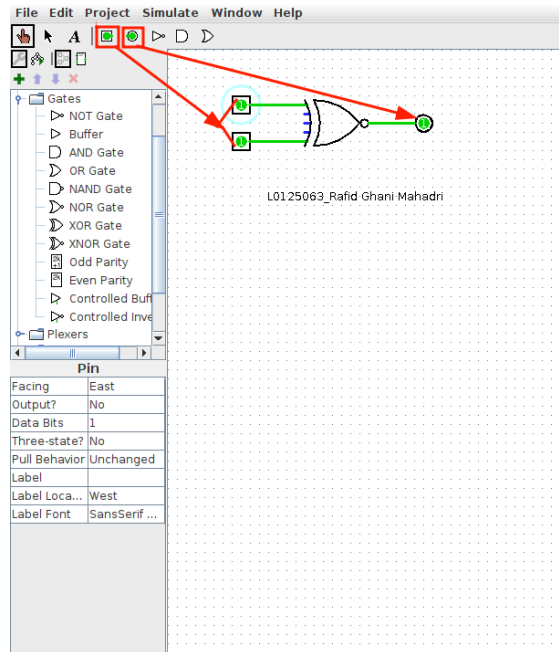 File Edit Project Simulate Window Help
A
Gates
NOT Gate
Buffer
AND Gate
OR Gate
NAND Gate
NOR Gate
XOR Gate
XNOR Gate
Odd Parity
Even Parity
Controlled Buff
Controlled Inve
Plexers
1
1
1
L0125063_Rafid Ghani Mahadri
Pin
Facing East
Output? No
Data Bits 1
Three-state? No
Pull Behavior Unchanged
Label
Label Loca... West
Label Font SansSerif ...